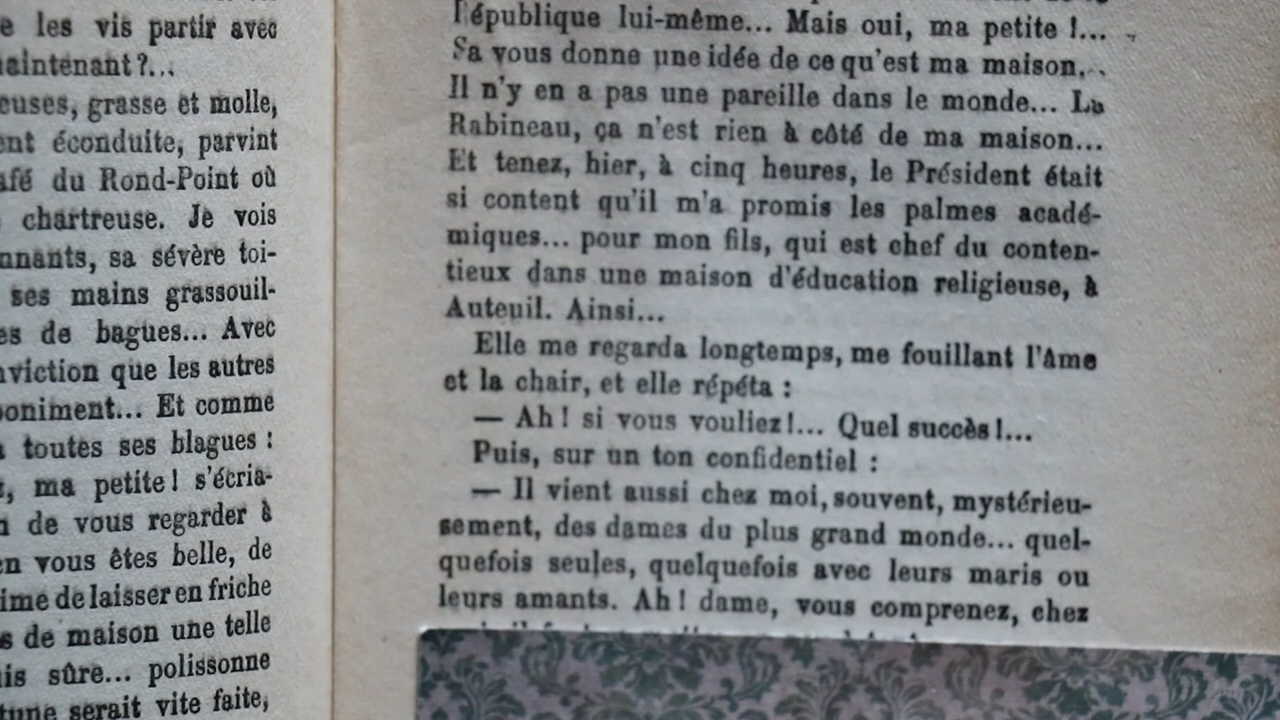 les vis partir avec
maintenant ?...
euses, grasse et molle,
ent éconduite, parvint
afé du Rond-Point où
chartreuse. Je vois
nnants, sa sévère toi-
ses mains grassouil-
es de bagues... Avec
nviction que les autres
boniment... Et comme
toutes ses blagues :
ma petite ! s'écria-
de vous regarder à
en vous êtes belle, de
ime de laisser en friche
s de maison une telle
is sûre... polissonne
tune serait vite faite,
République lui-même... Mais oui, ma petite !...
Sa vous donne une idée de ce qu'est ma maison...
Il n'y en a pas une pareille dans le monde... La
Rabineau, ça n'est rien à côté de ma maison...
Et tenez, hier, à cinq heures, le Président était
si content qu'il m'a promis les palmes acadé-
miques... pour mon fils, qui est chef du conten-
tieux dans une maison d'éducation religieuse, à
Auteuil. Ainsi...
Elle me regarda longtemps, me fouillant l'âme
et la chair, et elle répéta :
— Ah ! si vous vouliez !... Quel succès !...
Puis, sur un ton confidentiel :
— Il vient aussi chez moi, souvent, mystérieu-
sement, des dames du plus grand monde... quel-
quefois seules, quelquefois avec leurs maris ou
leurs amants. Ah ! dame, vous comprenez, chez